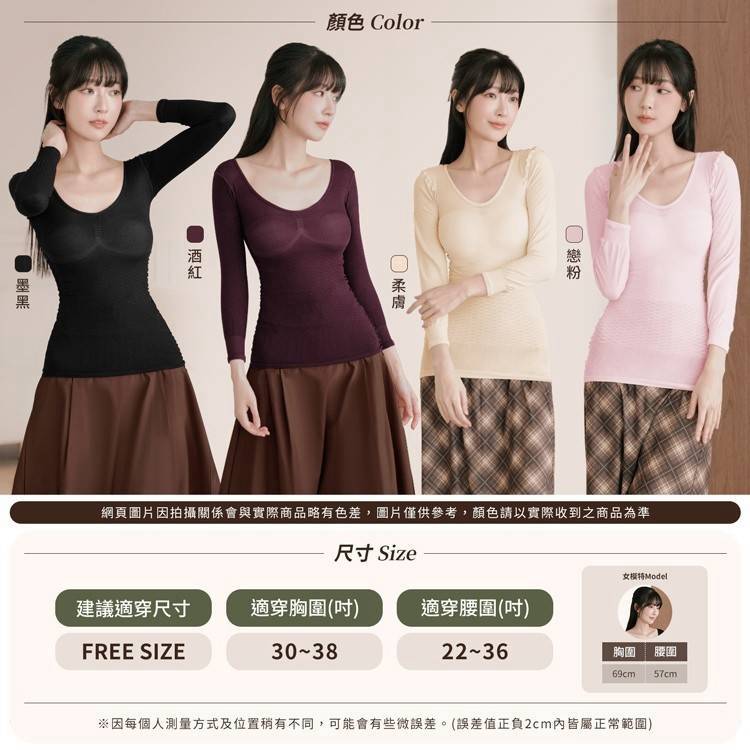 顏色 Color
墨黑
酒紅
柔膚
戀粉
網頁圖片因拍攝關係會與實際商品略有色差，圖片僅供參考，顏色請以實際收到之商品為準
尺寸 Size
建議適穿尺寸 適穿胸圍(吋) 適穿腰圍(吋)
FREE SIZE 30~38 22~36
女模特Model
胸圍 腰圍
69cm 57cm
※因每個人測量方式及位置稍有不同，可能會有些微誤差。(誤差值正負2cm內皆屬正常範圍)